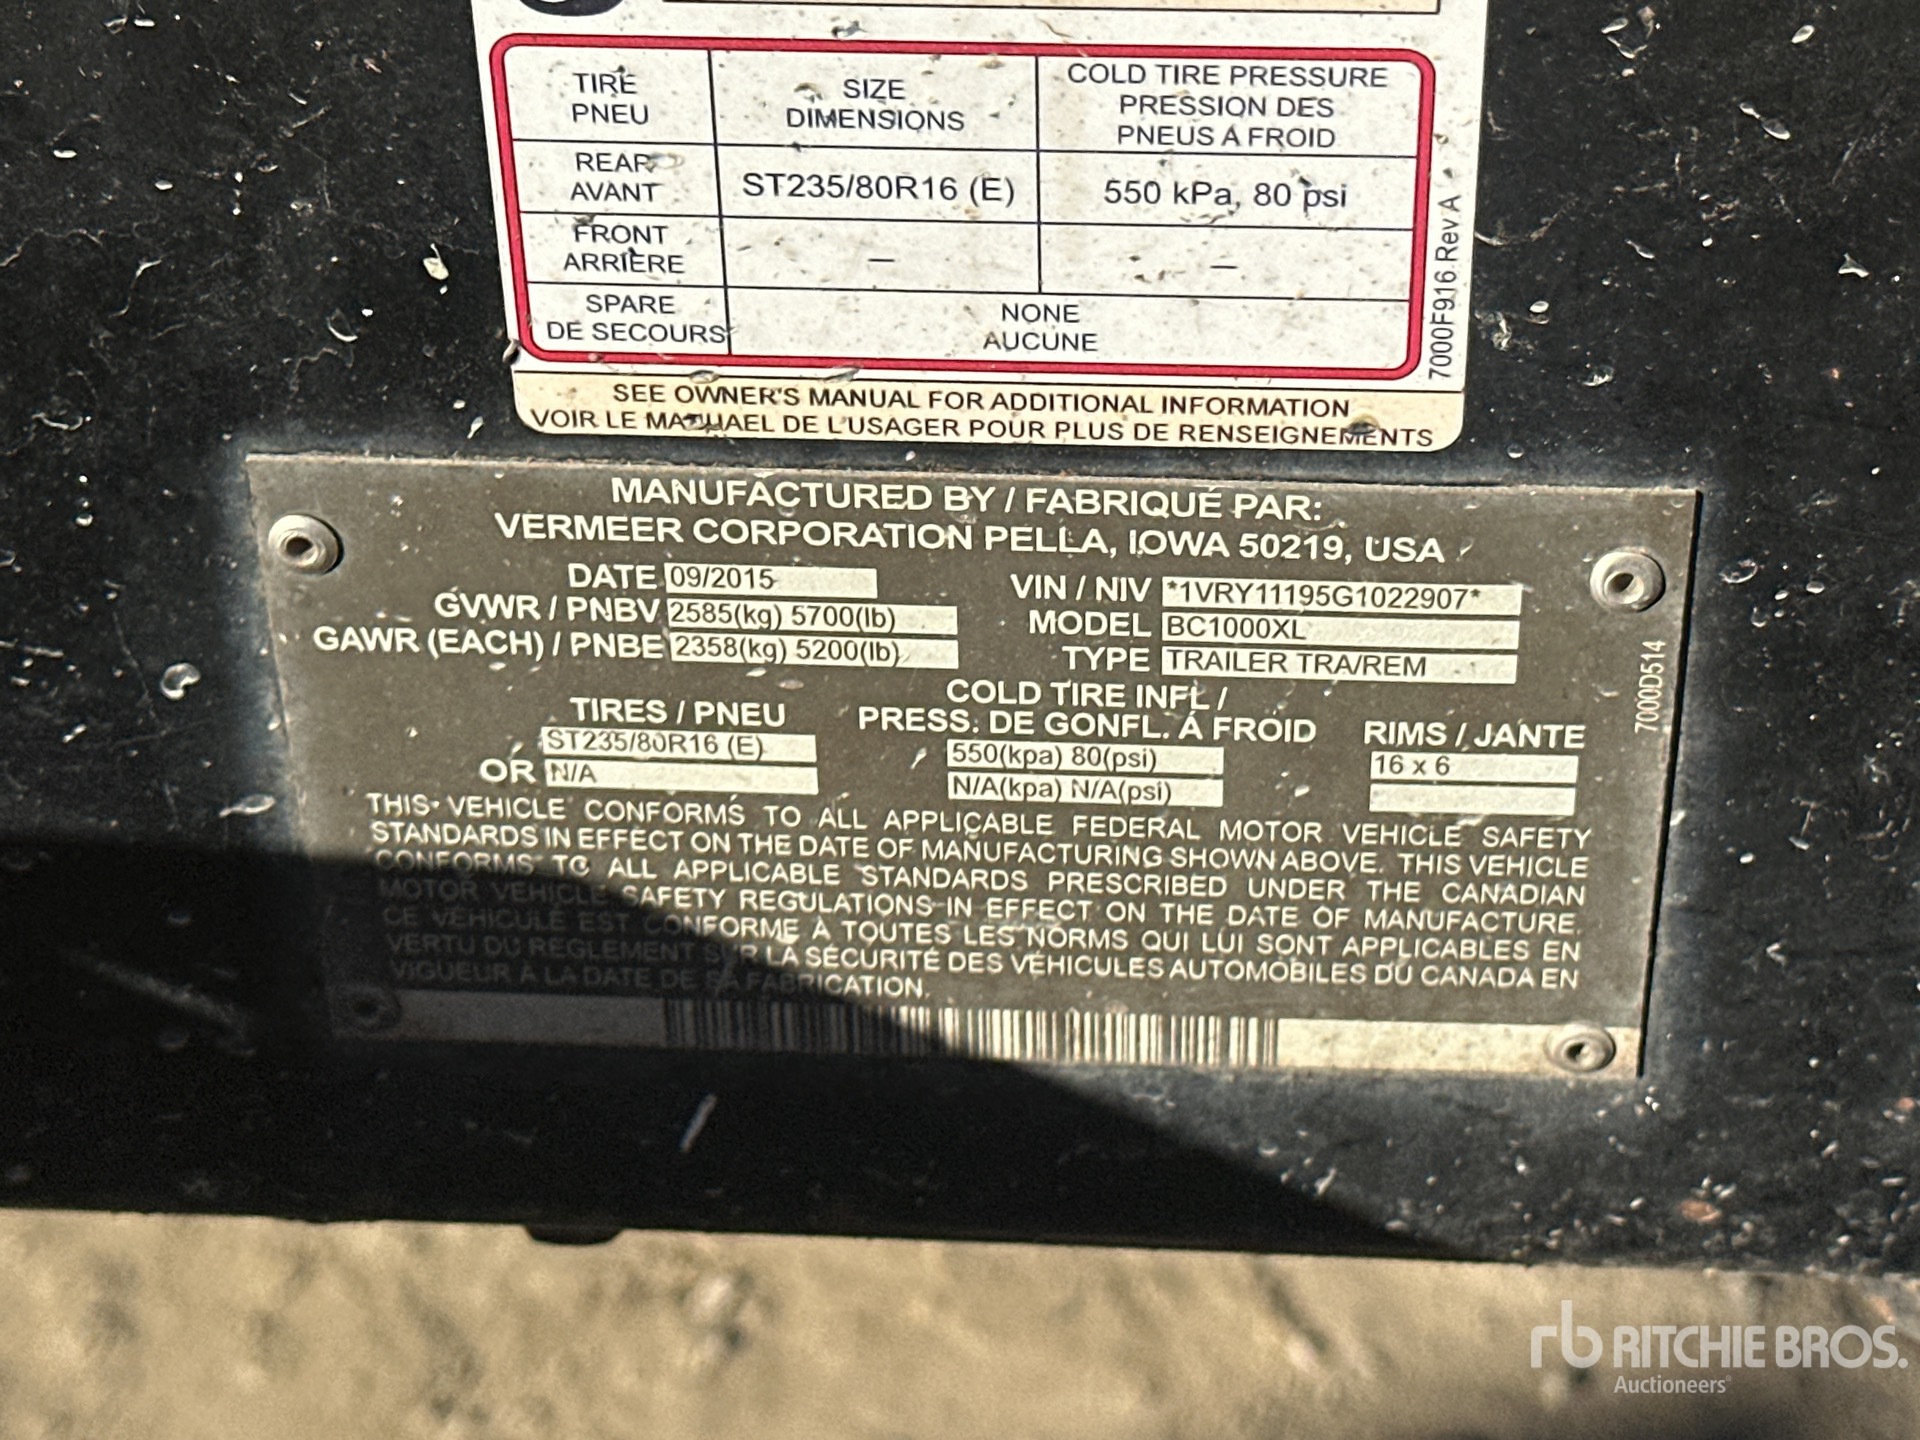 TIRE
PNEU
SIZE
DIMENSIONS
COLD TIRE PRESSURE
PRESSION DES
PNEUS A FROID
REAR
AVANT
ST235/80R16 (E)
550 kPa, 80 psi
FRONT
ARRIERE
–
–
SPARE
DE SECOURS
NONE
AUCUNE
7000F916 Rev A
SEE OWNER'S MANUAL FOR ADDITIONAL INFORMATION
VOIR LE MATUAEL DE L'USAGER POUR PLUS DE RENSEIGNEMENTS
MANUFACTURED BY / FABRIQUÉ PAR:
VERMEER CORPORATION PELLA, IOWA 50219, USA
DATE 09/2015
GVWR / PNBV 2585(kg) 5700(lb)
GAWR (EACH) / PNBE 2358(kg) 5200(lb)
VIN / NIV *1VRY11195G1022907*
MODEL BC1000XL
TYPE TRAILER TRA/REM
7000D514
TIRES / PNEU
ST235/80R16 (E)
OR N/A
COLD TIRE INFL /
PRESS. DE GONFL. À FROID
550(kpa) 80(psi)
N/A(kpa) N/A(psi)
RIMS / JANTE
16 x 6
THIS VEHICLE CONFORMS TO ALL APPLICABLE FEDERAL MOTOR VEHICLE SAFETY
STANDARDS IN EFFECT ON THE DATE OF MANUFACTURING SHOWN ABOVE. THIS VEHICLE
CONFORMS TO ALL APPLICABLE STANDARDS PRESCRIBED UNDER THE CANADIAN
MOTOR VEHICLE SAFETY REGULATIONS IN EFFECT ON THE DATE OF MANUFACTURE.
CE VÉHICULE EST CONFORME À TOUTES LES NORMS QUI LUI SONT APPLICABLES EN
VERTU DU RÈGLEMENT SUR LA SÉCURITÉ DES VÉHICULES AUTOMOBILES DU CANADA EN
VIGUEUR À LA DATE DE SA FABRICATION.
rb RITCHIE BROS.
Auctioneers